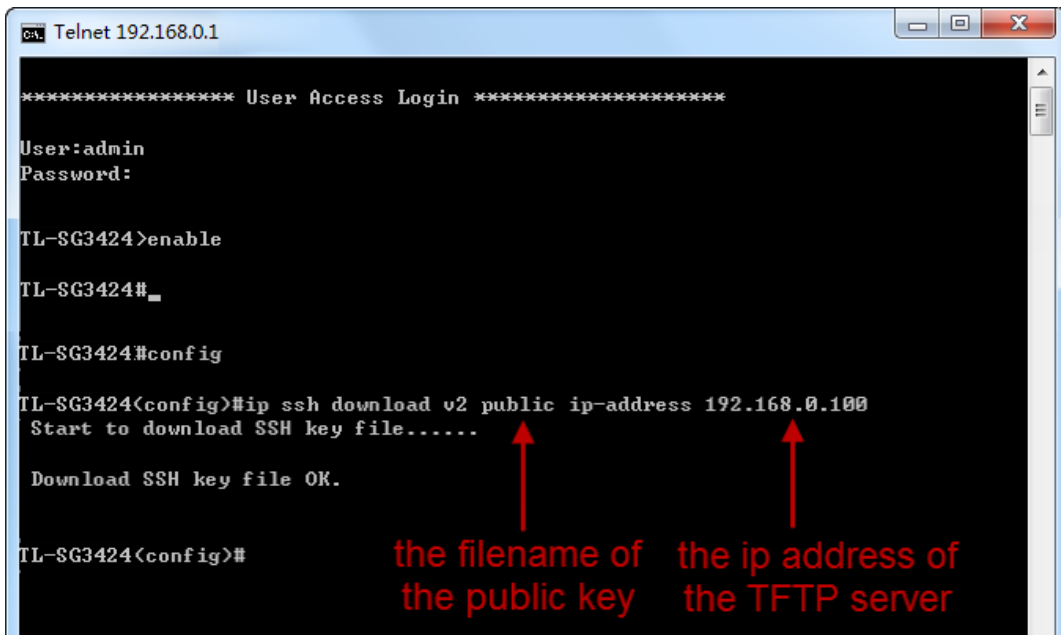 Telnet 192.168.0.1
***************** User Access Login ********************
User:admin
Password:
TL-SG3424>enable
TL-SG3424#_
TL-SG3424#config
TL-SG3424(config)#ip ssh download v2 public ip-address 192.168.0.100
Start to download SSH key file......
Download SSH key file OK.
TL-SG3424(config)#
the filename of
the public key
the ip address of
the TFTP server